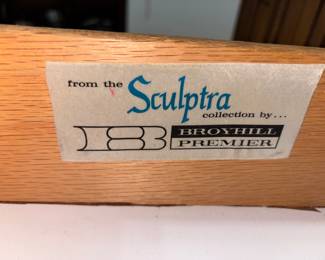 from the Sculptra
collection by...
B BROYHILL
PREMIER